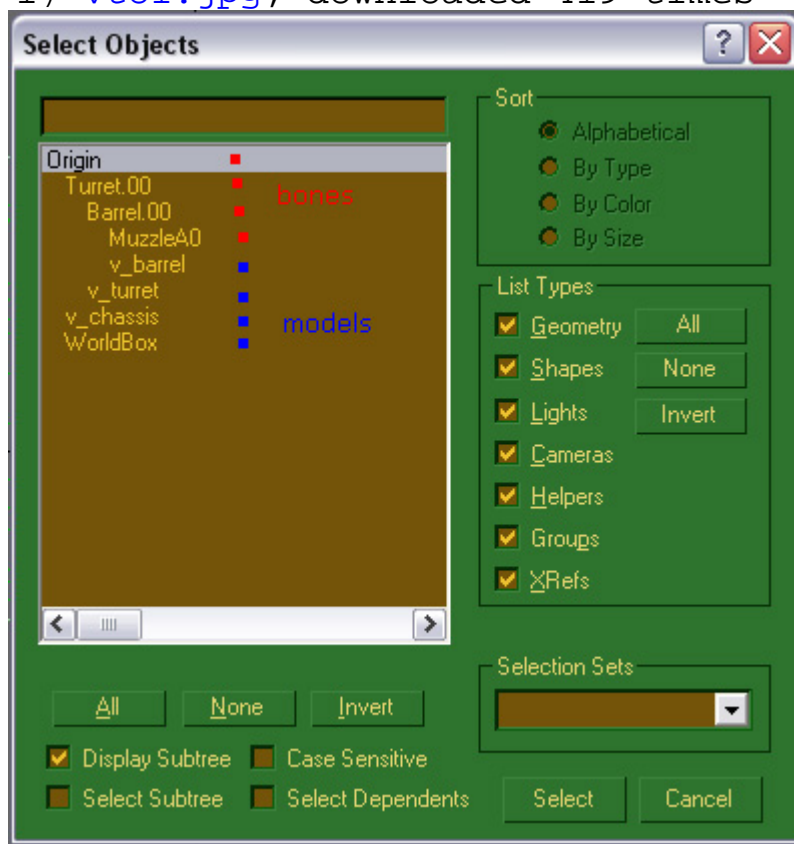 1) vtol.jpg, downloaded 419 times
Select Objects
Origin
Turret.00
Barrel.00
MuzzleA0
v_barrel
v_turret
v_chassis
WorldBox
bones
models
Sort
Alphabetical
By Type
By Color
By Size
List Types
Geometry All
Shapes None
Lights Invert
Cameras
Helpers
Groups
XRefs
Selection Sets
All None Invert
Display Subtree Case Sensitive
Select Subtree Select Dependents
Select Cancel